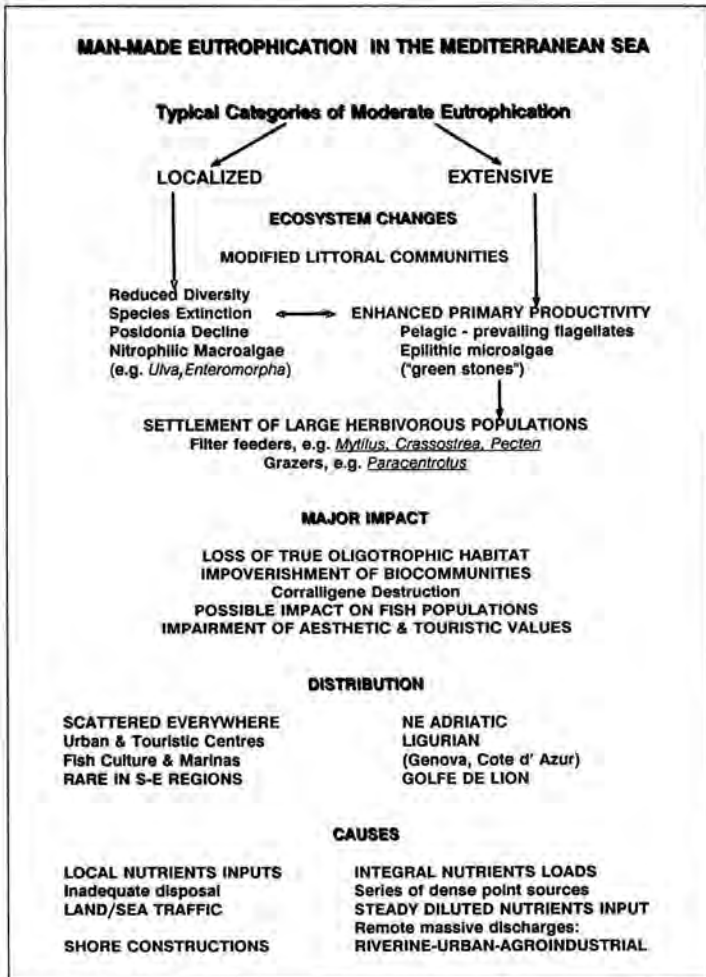 MAN-MADE EUTROPHICATION IN THE MEDITERRANEAN SEA
Typical Categories of Moderate Eutrophication
LOCALIZED
EXTENSIVE
ECOSYSTEM CHANGES
MODIFIED LITTORAL COMMUNITIES
Reduced Diversity
Species Extinction
Posidonia Decline
Nitrophilic Macroalgae
(e.g. Ulva, Enteromorpha)
ENHANCED PRIMARY PRODUCTIVITY
Pelagic - prevailing flagellates
Epilithic microalgae
("green stones")
SETTLEMENT OF LARGE HERBIVOROUS POPULATIONS
Filter feeders, e.g. Mytilus, Crassostrea, Pecten
Grazers, e.g. Paracentrotus
MAJOR IMPACT
LOSS OF TRUE OLIGOTROPHIC HABITAT
IMPOVERISHMENT OF BIOCOMMUNITIES
Corralligene Destruction
POSSIBLE IMPACT ON FISH POPULATIONS
IMPAIRMENT OF AESTHETIC & TOURISTIC VALUES
DISTRIBUTION
SCATTERED EVERYWHERE
Urban & Touristic Centres
Fish Culture & Marinas
RARE IN S-E REGIONS
NE ADRIATIC
LIGURIAN
(Genova, Cote d' Azur)
GOLFE DE LION
CAUSES
LOCAL NUTRIENTS INPUTS
Inadequate disposal
LAND/SEA TRAFFIC
SHORE CONSTRUCTIONS
INTEGRAL NUTRIENTS LOADS
Series of dense point sources
STEADY DILUTED NUTRIENTS INPUT
Remote massive discharges:
RIVERINE-URBAN-AGROINDUSTRIAL